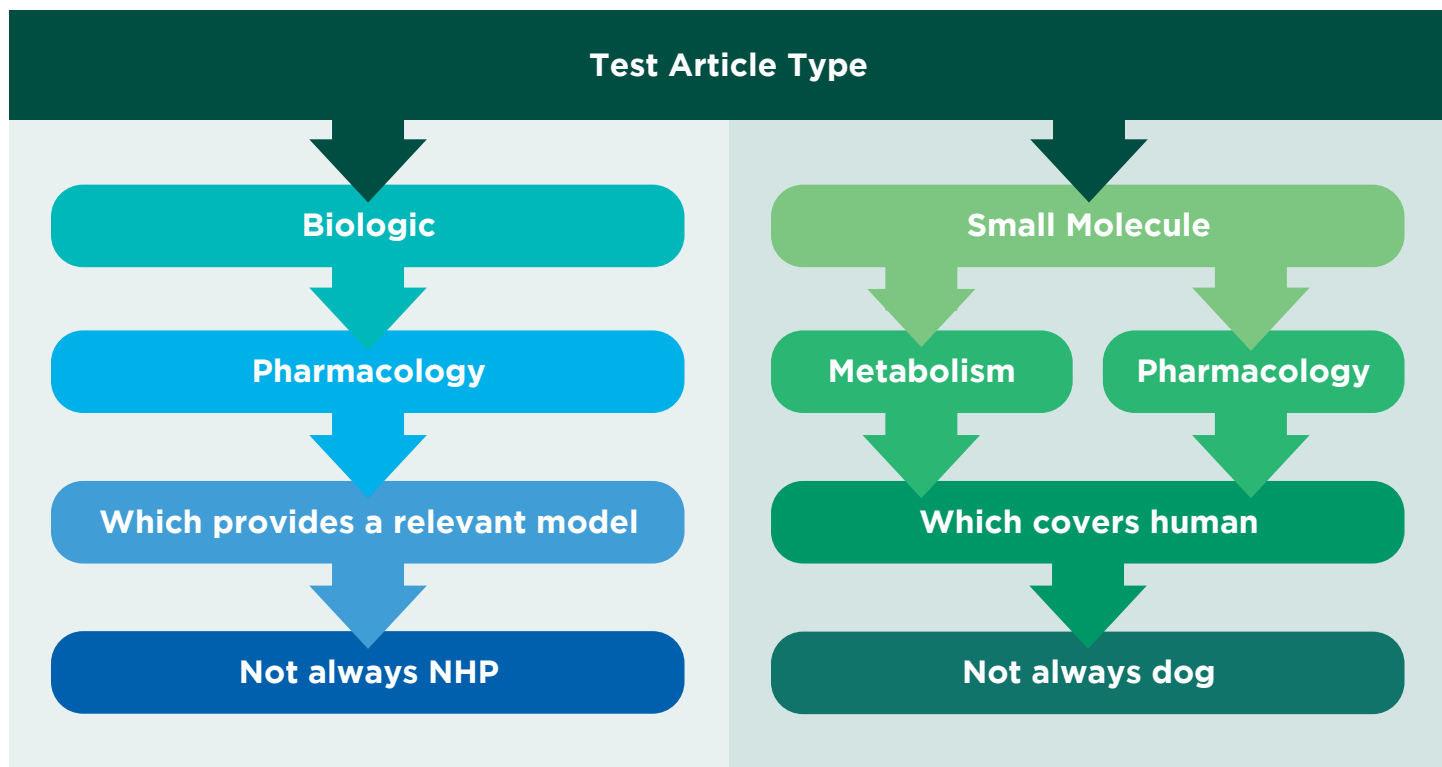 Test Article Type
Biologic
Small Molecule
Pharmacology
Metabolism
Pharmacology
Which provides a relevant model
Which covers human
Not always NHP
Not always dog